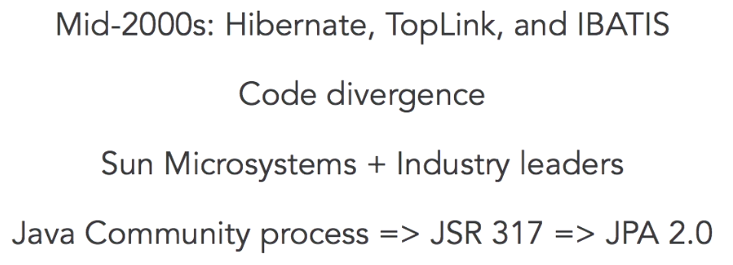 Mid-2000s: Hibernate, TopLink, and IBATIS
Code divergence
Sun Microsystems + Industry leaders
Java Community process => JSR 317 => JPA 2.0